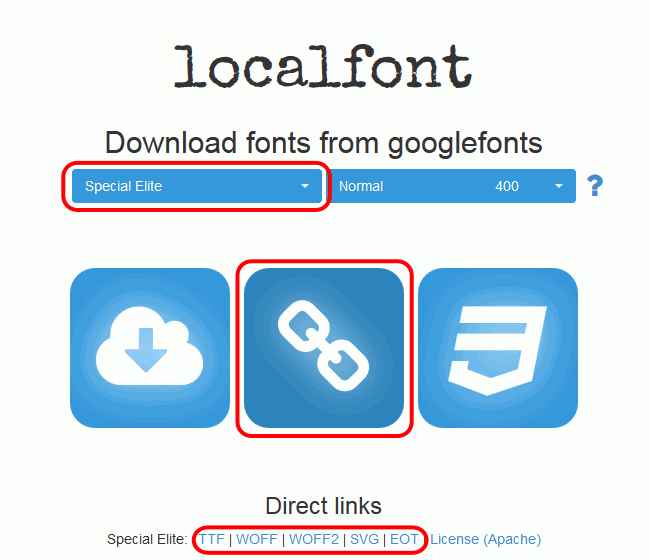 localfont
Download fonts from googlefonts
Special Elite Normal 400 ?
Direct links
Special Elite: TTF | WOFF | WOFF2 | SVG | EOT License (Apache)